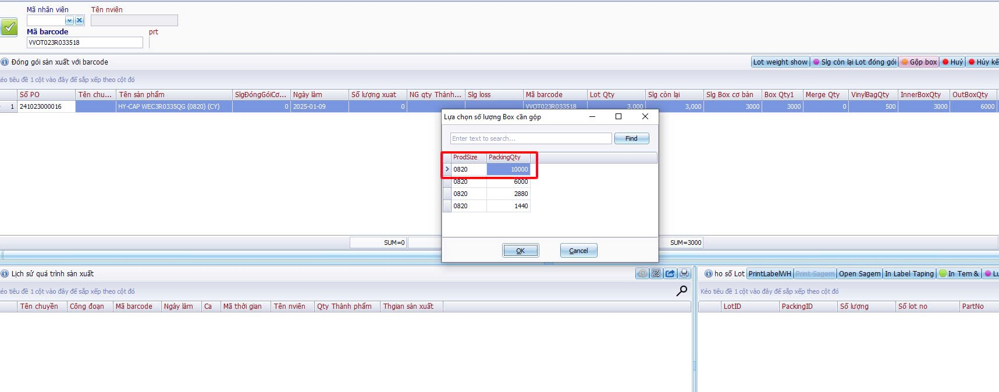 Mã nhân viên Tên nviên
Mã barcode prt
VVOT023R033518
Đóng gói sản xuất với barcode Lot weight show Slg còn lại Lot đóng gói Gộp box Huỷ Hủy kế
kéo tiêu đề 1 cột vào đây để sắp xếp theo cột đó
Số PO Tên chu... Tên sản phẩm SlgĐóngGóiCơ... Ngày làm Số lượng xuat NG qty Thành... Slg loss Mã barcode Lot Qty Slg còn lại Slg Box cơ bản Box Qty1 Merge Qty VinylBagQty InnerBoxQty OutBoxQty
1 241023000016 HY-CAP WEC3R0335QG (0820) (CY) 0 2025-01-09 0 VVOT023R033518 3,000 3,000 3000 3000 0 500 3000 6000
Lựa chọn số lượng Box cần gộp
Enter text to search... Find
ProdSize PackingQty
0820 10000
0820 6000
0820 2880
0820 1440
SUM=0 SUM=3000
OK Cancel
Lịch sử quá trình sản xuất ho số Lot PrintLabelWH Print Sagem Open Sagem In Label Taping In Tem & Lu
kéo tiêu đề 1 cột vào đây để sắp xếp theo cột đó Kéo tiêu đề 1 cột vào đây để sắp xếp theo cột đó
Tên chuyền Công đoạn Mã barcode Ngày làm Ca Mã thời gian Tên nviên Qty Thành phẩm Thgian sản xuất LotID PackingID Số lượng Số lot no PartNo